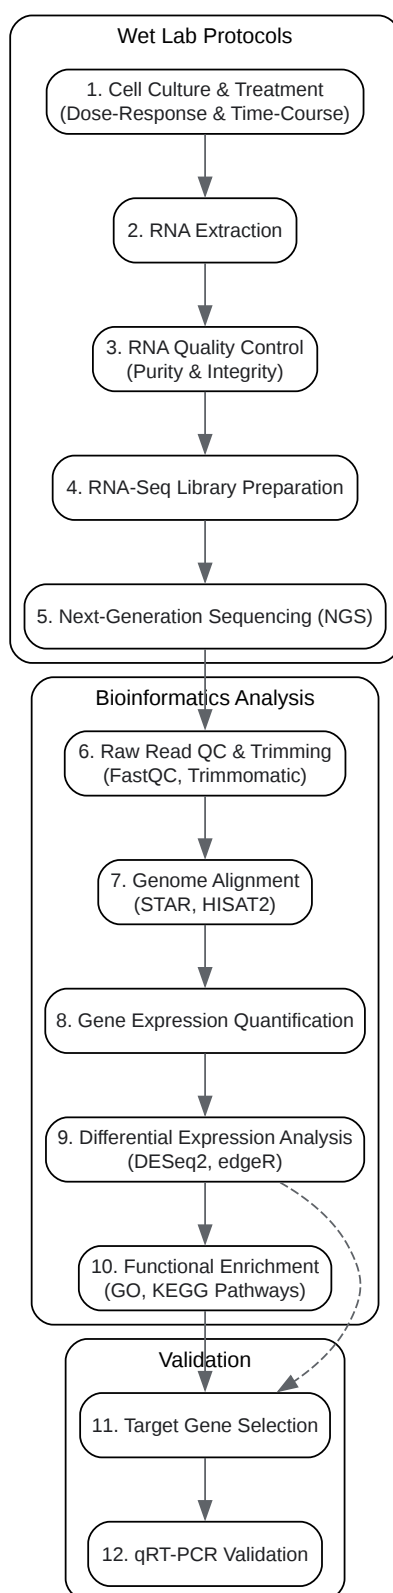 Wet Lab Protocols
1. Cell Culture & Treatment
(Dose-Response & Time-Course)
2. RNA Extraction
3. RNA Quality Control
(Purity & Integrity)
4. RNA-Seq Library Preparation
5. Next-Generation Sequencing (NGS)
Bioinformatics Analysis
6. Raw Read QC & Trimming
(FastQC, Trimmomatic)
7. Genome Alignment
(STAR, HISAT2)
8. Gene Expression Quantification
9. Differential Expression Analysis
(DESeq2, edgeR)
10. Functional Enrichment
(GO, KEGG Pathways)
Validation
11. Target Gene Selection
12. qRT-PCR Validation